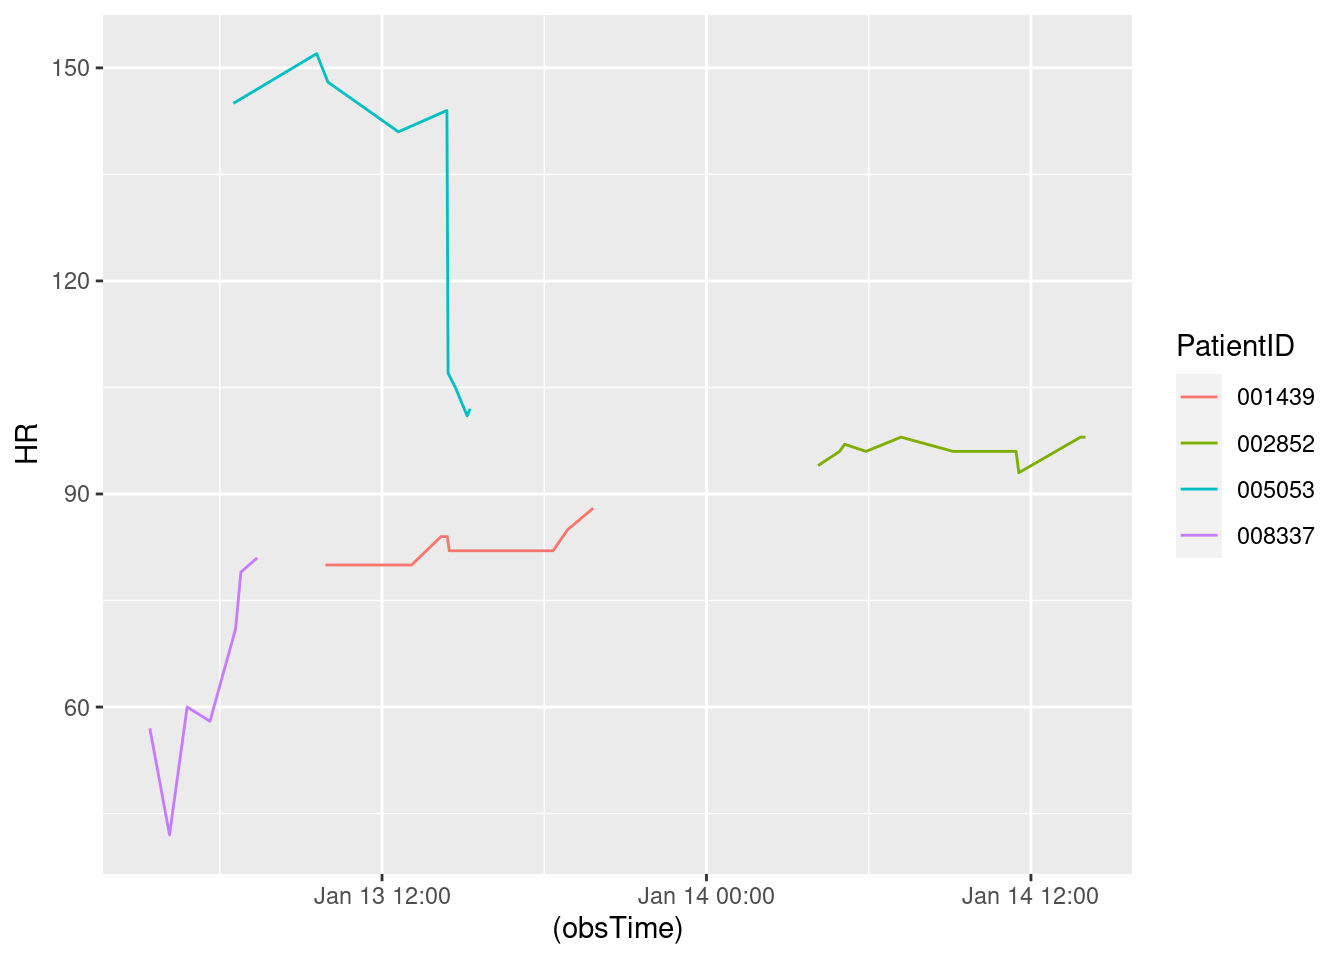 150
120
90
60
HR
Jan 13 12:00
Jan 14 00:00
Jan 14 12:00
(obsTime)
PatientID
001439
002852
005053
008337